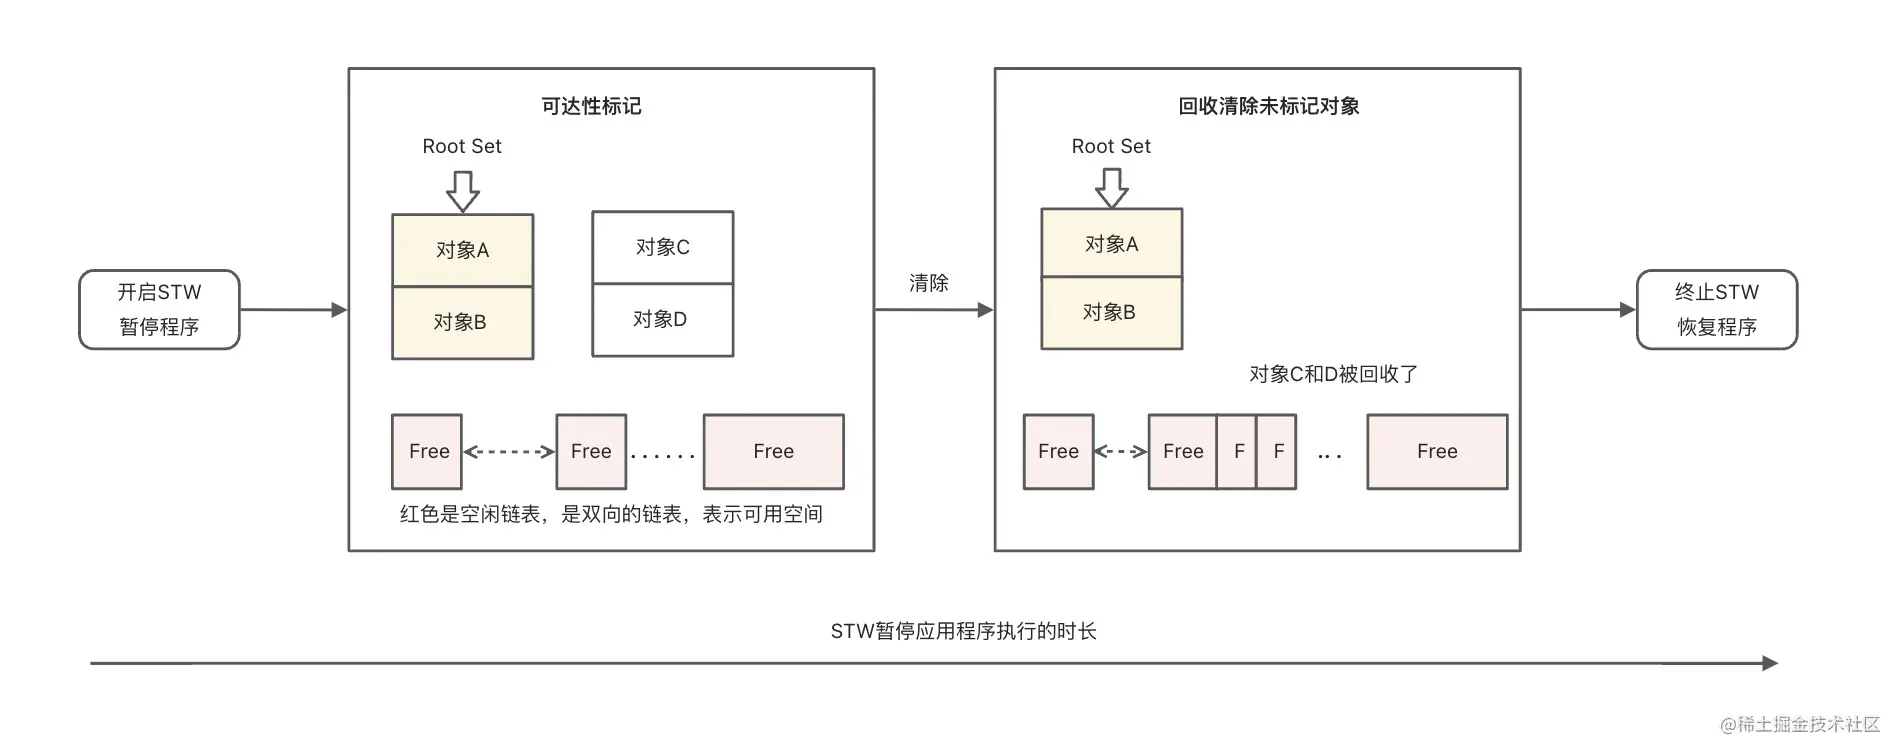 开启STW
暂停程序
可达性标记
Root Set
对象A
对象B
对象C
对象D
Free
Free
......
Free
红色是空闲链表，是双向的链表，表示可用空间
清除
回收清除未标记对象
Root Set
对象A
对象B
对象C和D被回收了
Free
Free
F
F
...
Free
终止STW
恢复程序
STW暂停应用程序执行的时长
@稀土掘金技术社区